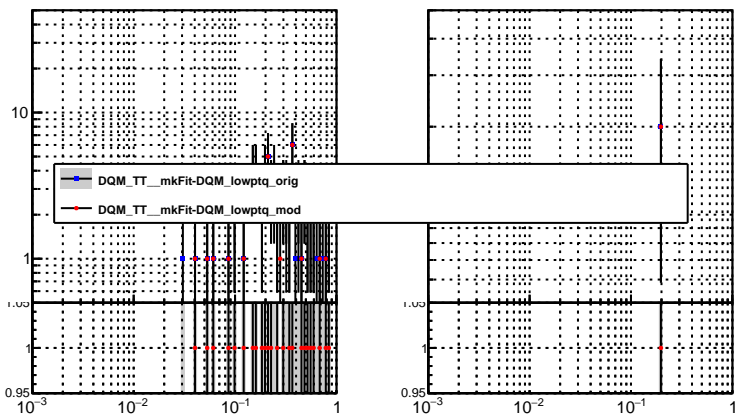 10
DQM_TT__mkFit-DQM_lowptq_orig
DQM_TT__mkFit-DQM_lowptq_mod
1
1.05 1.05
1 1
0.95 0.95
10⁻³ 10⁻² 10⁻¹ 1 10⁻³ 10⁻² 10⁻¹ 1